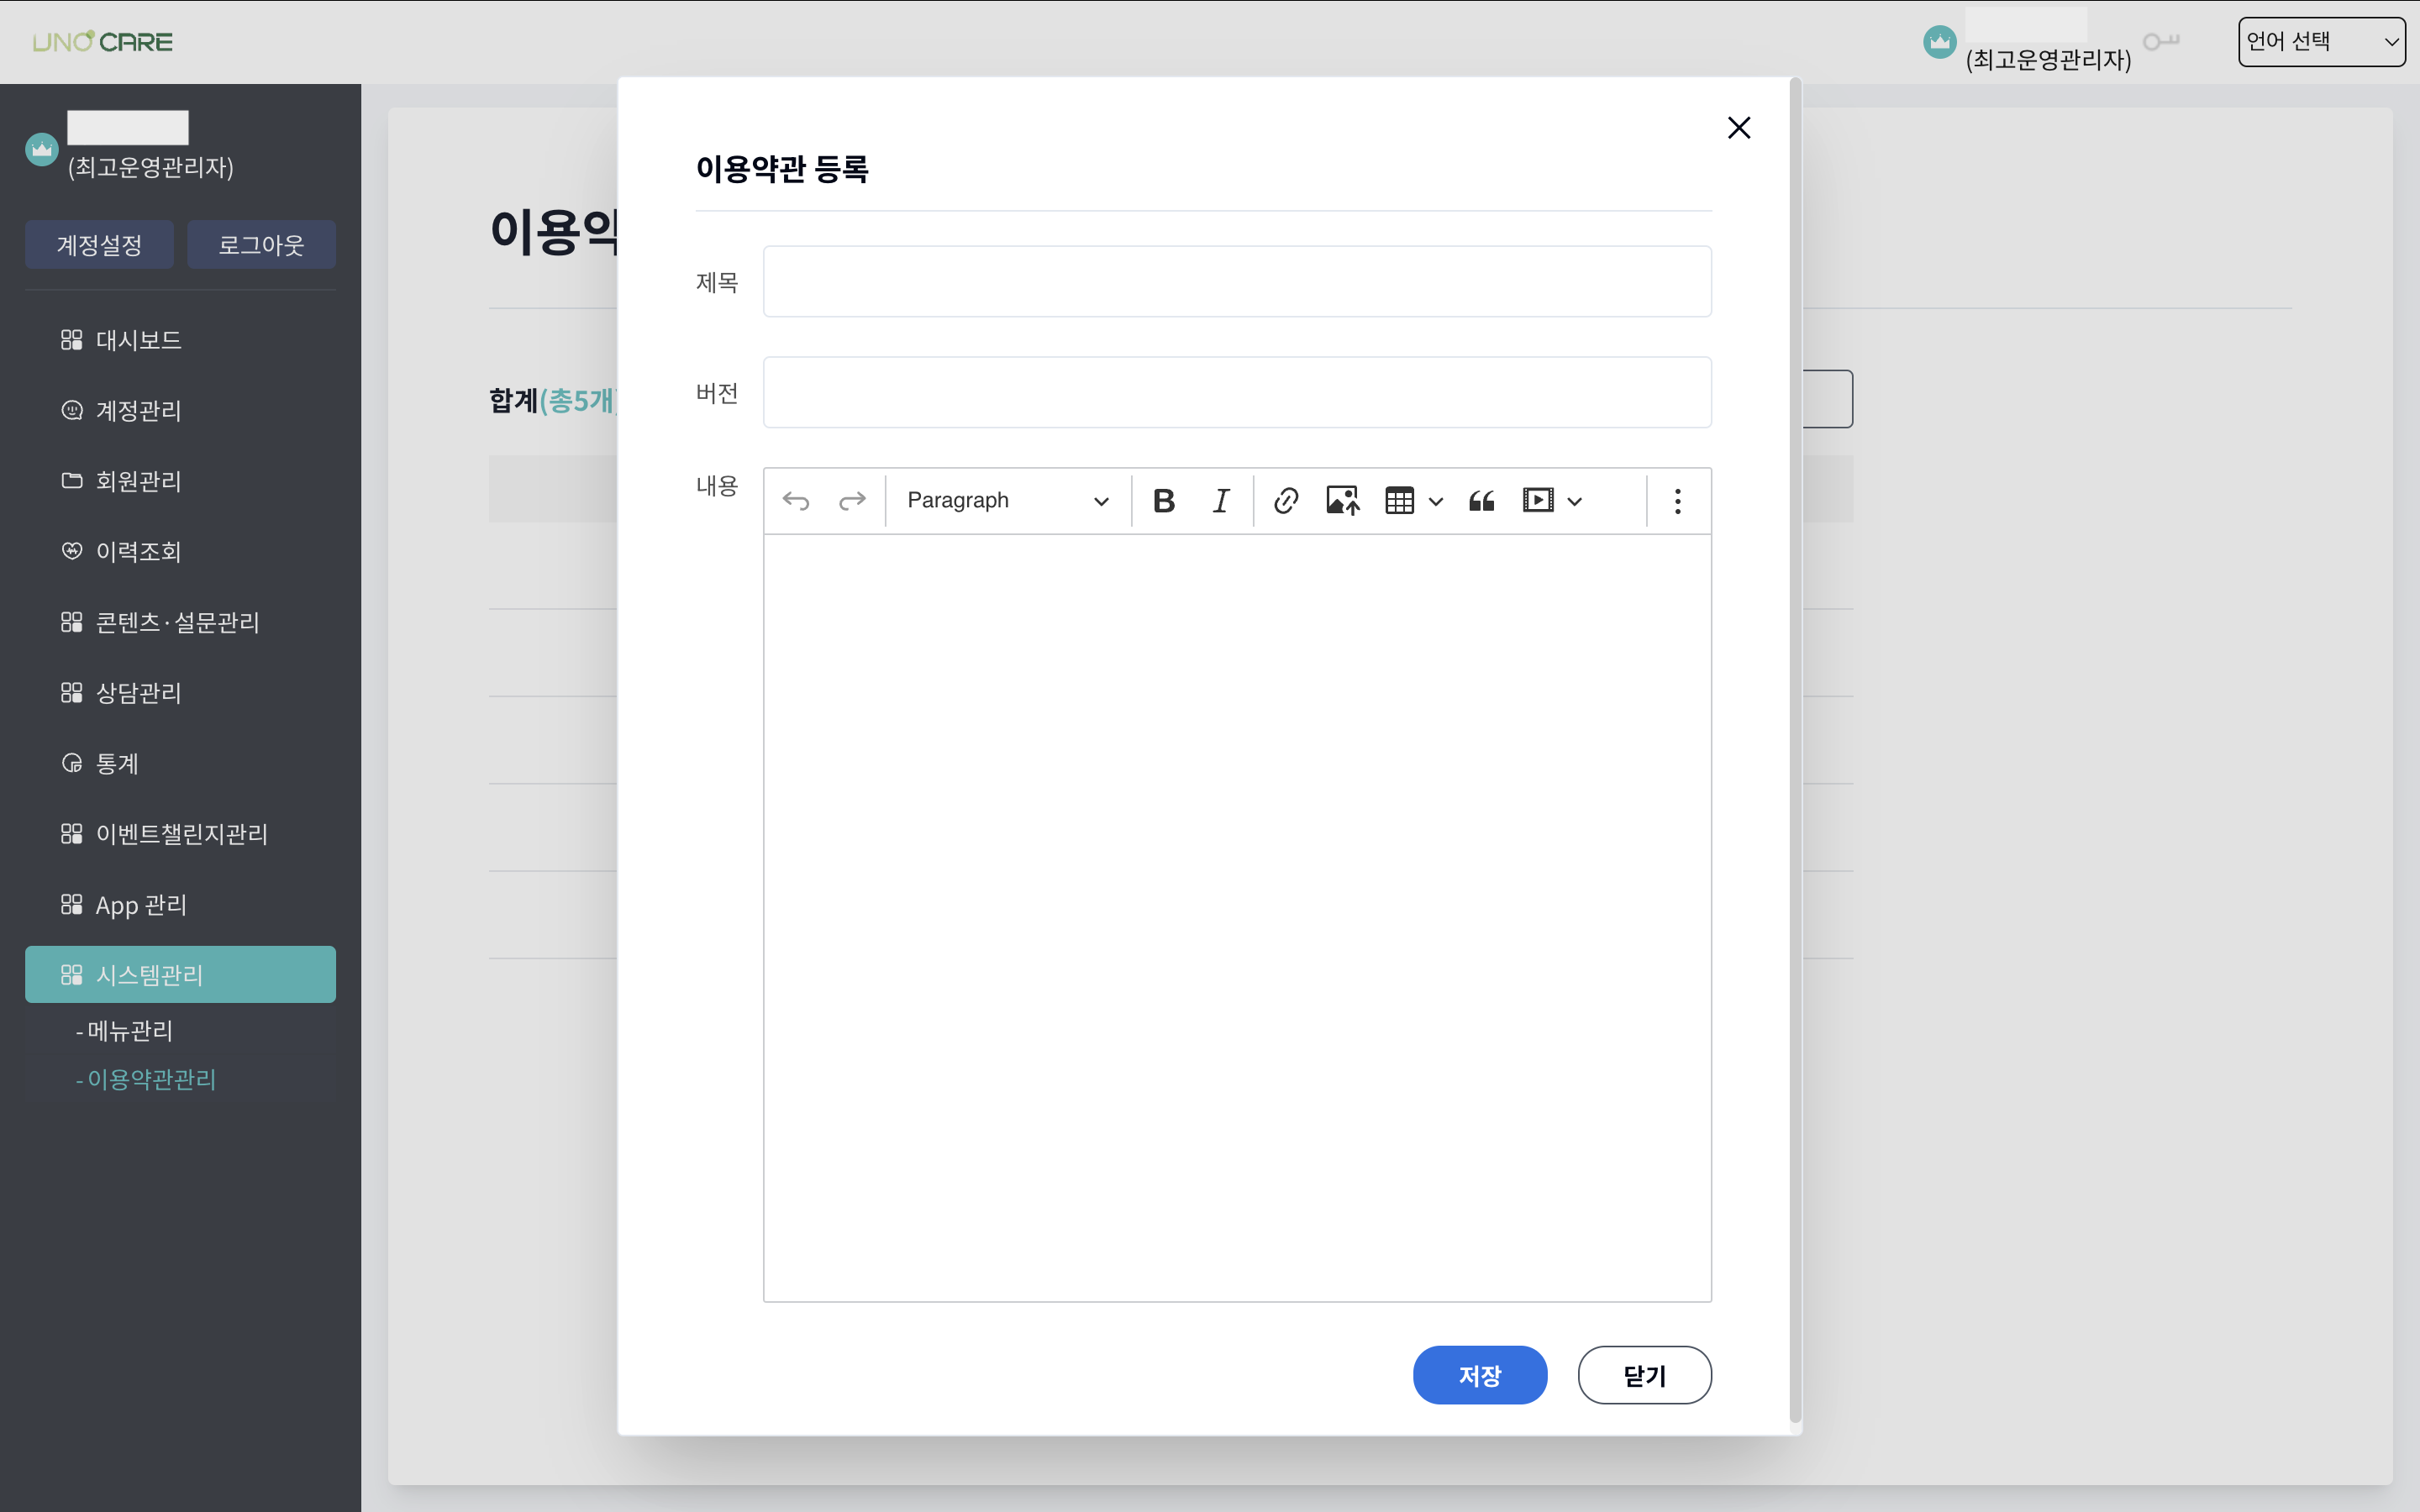 UNO CARE
(최고운영관리자)
언어 선택
(최고운영관리자)
계정설정
로그아웃
대시보드
계정관리
회원관리
이력조회
콘텐츠·설문관리
상담관리
통계
이벤트챌린지관리
App 관리
시스템관리
- 메뉴관리
- 이용약관관리
이용약
합계(총5개)
이용약관 등록
제목
버전
내용
Paragraph
저장
닫기